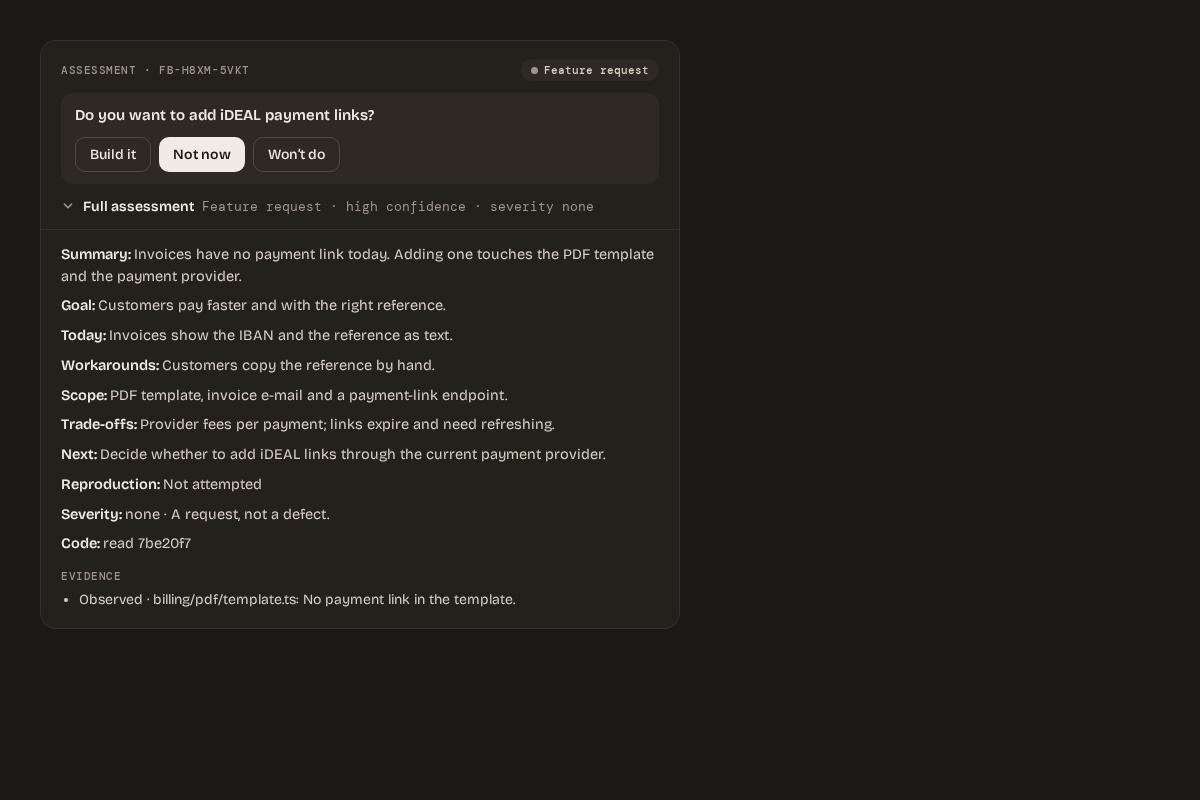 ASSESSMENT · FB-H8XM-5VKT
Feature request
Do you want to add iDEAL payment links?
Build it
Not now
Won't do
Full assessment Feature request · high confidence · severity none
Summary: Invoices have no payment link today. Adding one touches the PDF template
and the payment provider.
Goal: Customers pay faster and with the right reference.
Today: Invoices show the IBAN and the reference as text.
Workarounds: Customers copy the reference by hand.
Scope: PDF template, invoice e-mail and a payment-link endpoint.
Trade-offs: Provider fees per payment; links expire and need refreshing.
Next: Decide whether to add iDEAL links through the current payment provider.
Reproduction: Not attempted
Severity: none · A request, not a defect.
Code: read 7be20f7
EVIDENCE
• Observed · billing/pdf/template.ts: No payment link in the template.